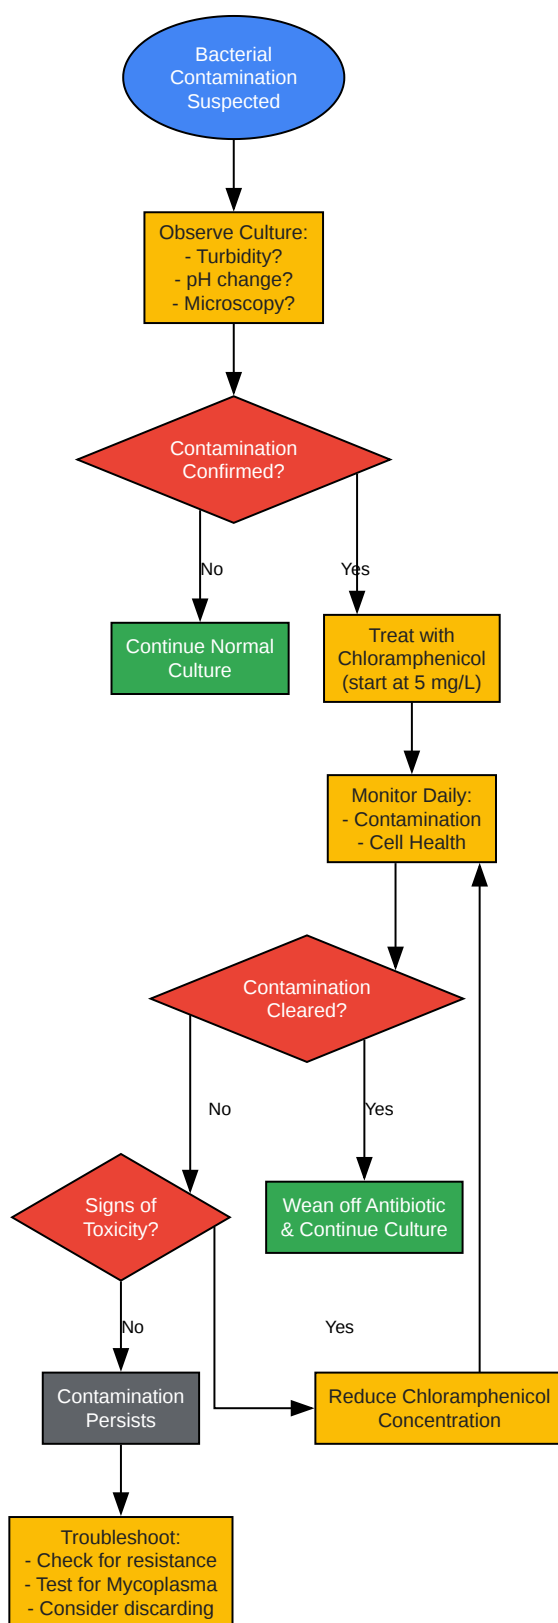 Bacterial
Contamination
Suspected
Observe Culture:
- Turbidity?
- pH change?
- Microscopy?
Contamination
Confirmed?
No
Yes
Continue Normal
Culture
Treat with
Chloramphenicol
(start at 5 mg/L)
Monitor Daily:
- Contamination
- Cell Health
Contamination
Cleared?
No
Yes
Signs of
Toxicity?
Wean off Antibiotic
& Continue Culture
No
Yes
Contamination
Persists
Reduce Chloramphenicol
Concentration
Troubleshoot:
- Check for resistance
- Test for Mycoplasma
- Consider discarding